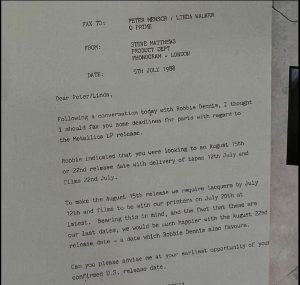 FAX TO: PETER MENSCH / LINDA WALKER
Q PRIME
FROM: STEVE MATTHEWS
PRODUCT DEPT
PHONOGRAM - LONDON
DATE: 5TH JULY 1988
Dear Peter/Linda,
Following a conversation today with Robbie Dennis, I thought
I should fax you some deadlines for parts with regard to
the Metallica LP release.
Robbie indicated that you were looking to an August 15th
or 22nd release date with delivery of tapes 12th July and
films 22nd July.
To make the August 15th release we require lacquers by July
12th and films to be with our printers on July 20th at
latest. Bearing this in mind, and the fact that these are
our last dates, we would be much happier with the August 22nd
release date - a date which Robbie Dennis also favours.
Can you please advise me at your earliest opportunity of your
confirmed U.S. release date.